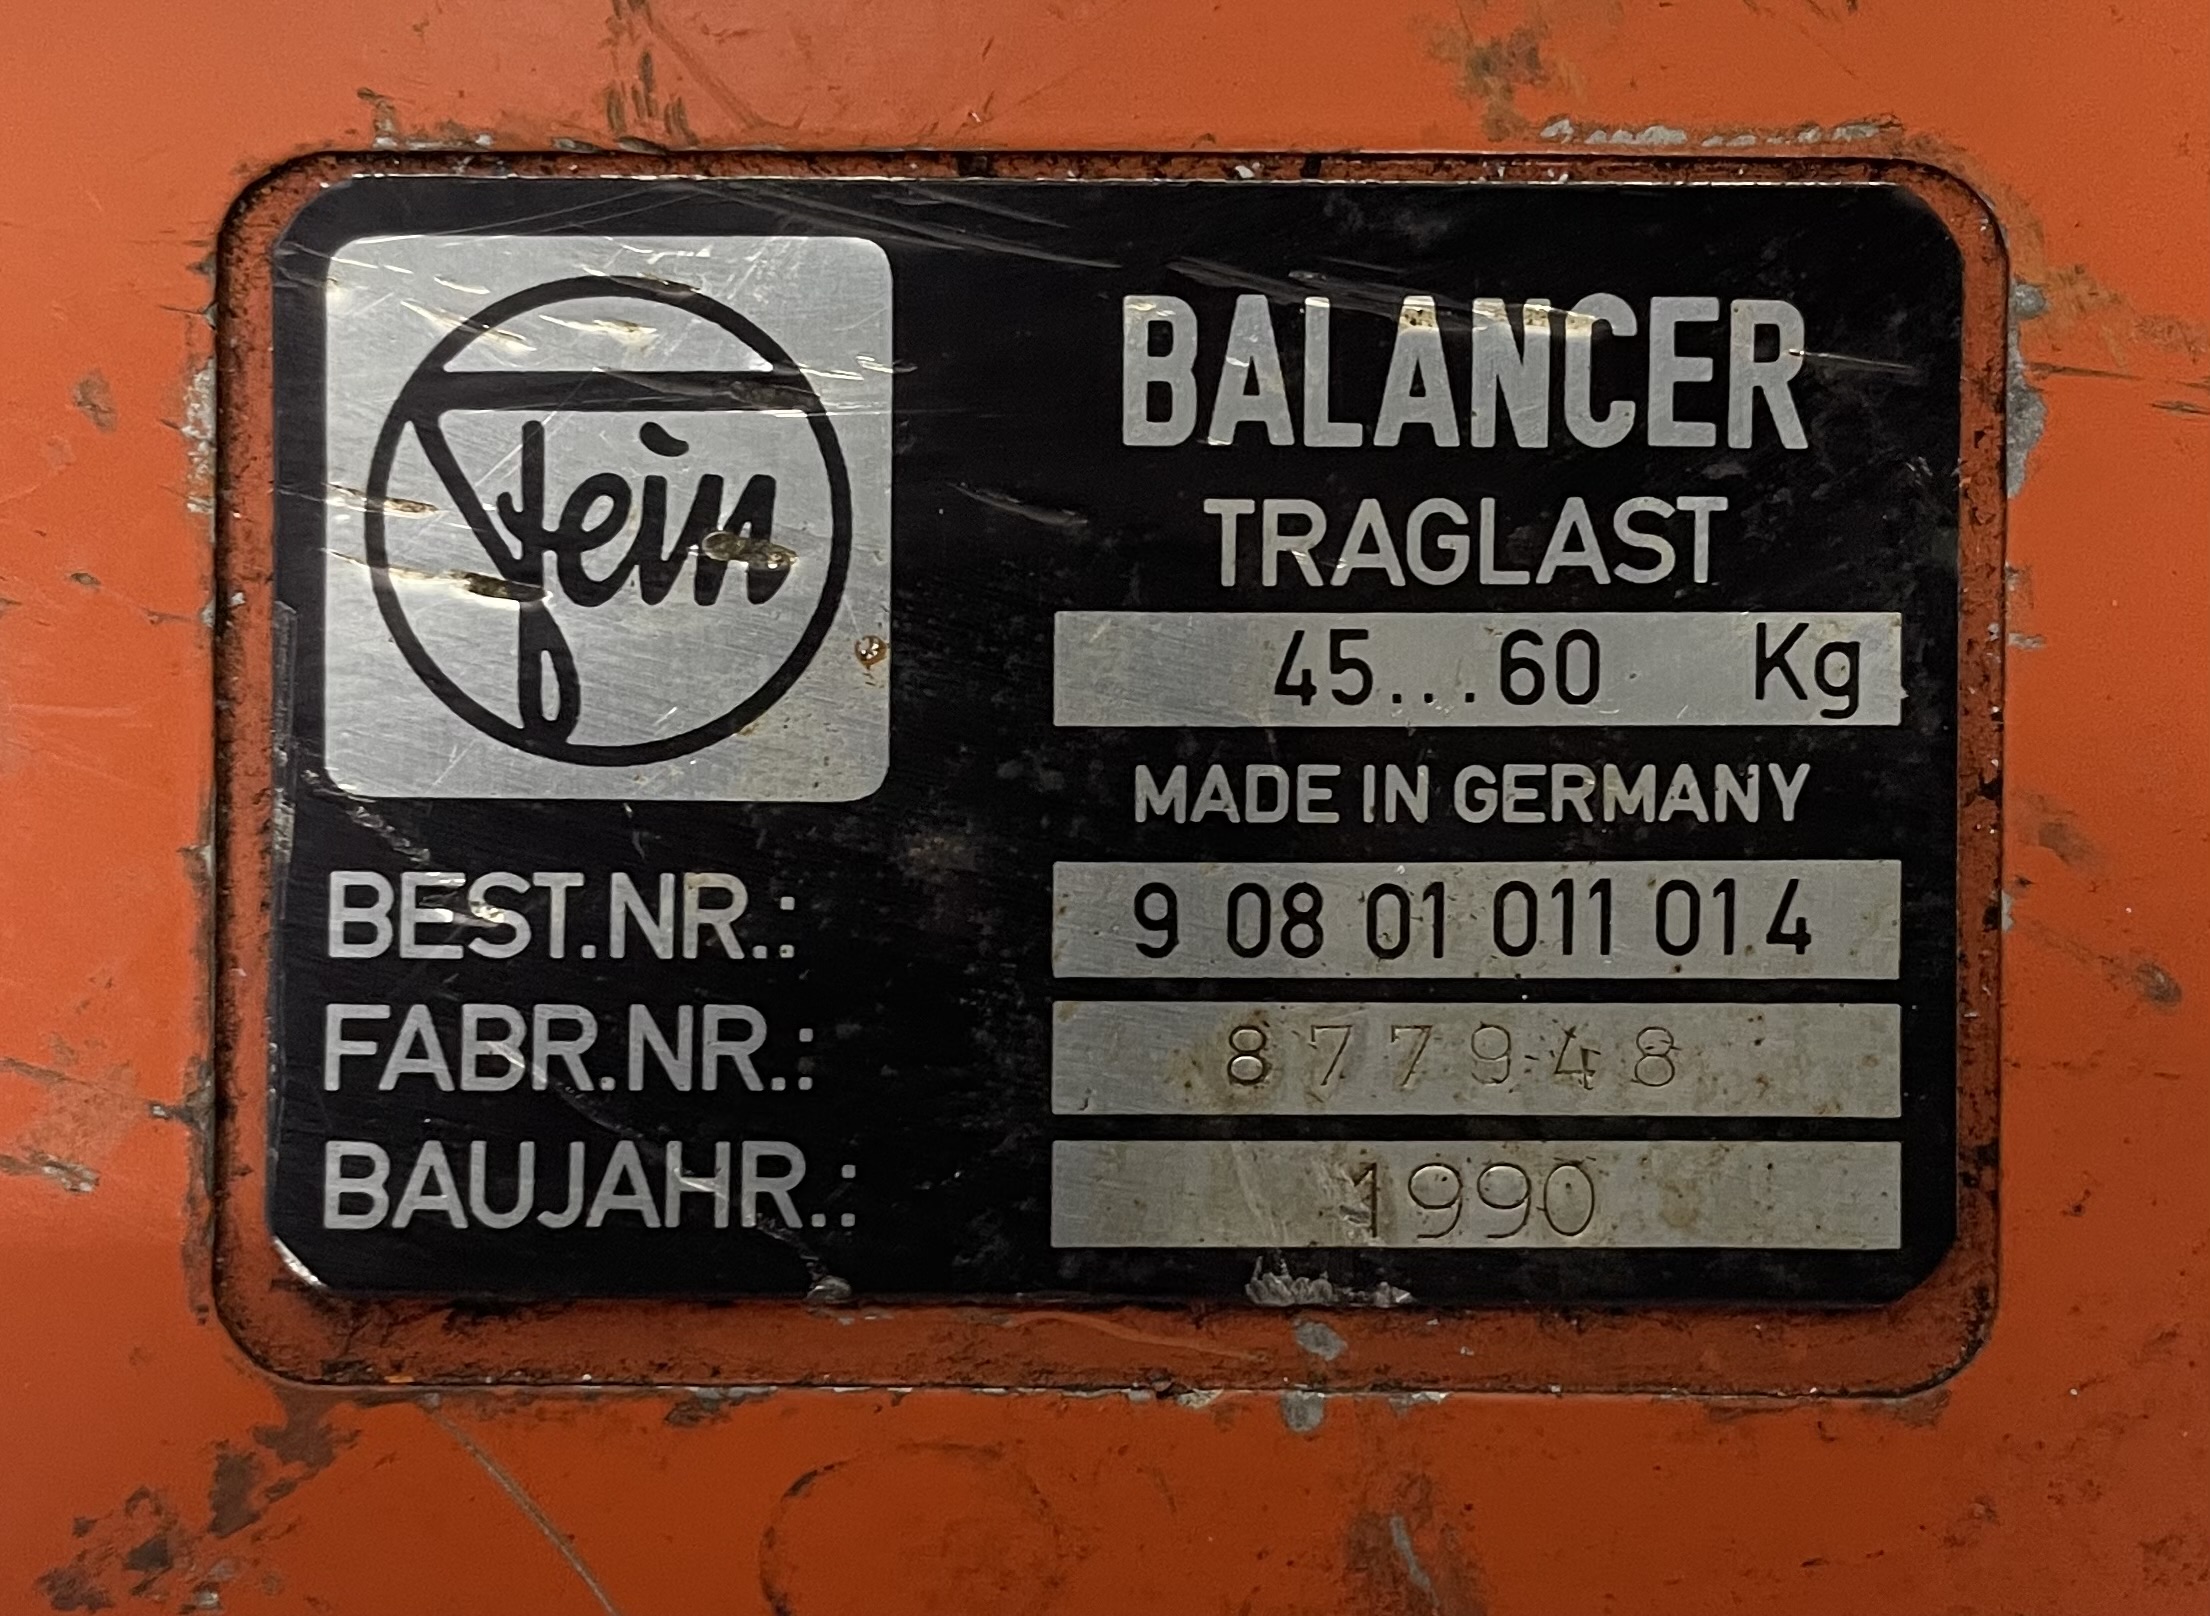 fein
BALANCER
TRAGLAST
45...60 Kg
MADE IN GERMANY
BEST.NR.: 9 08 01 011 01 4
FABR.NR.: 877948
BAUJAHR.: 1990